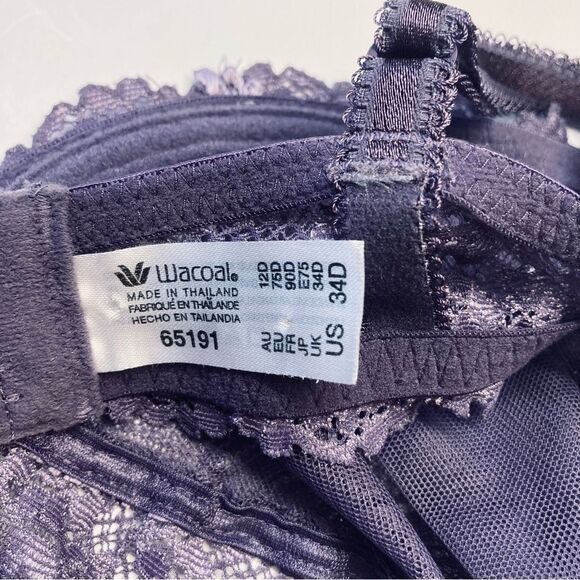 Wacoal®
MADE IN THAILAND
FABRIQUÉ EN THAÏLANDE
HECHO EN TAILANDIA
65191
AU 12D
EU 75D
FR 90D
JP E75
UK 34D
US 34D